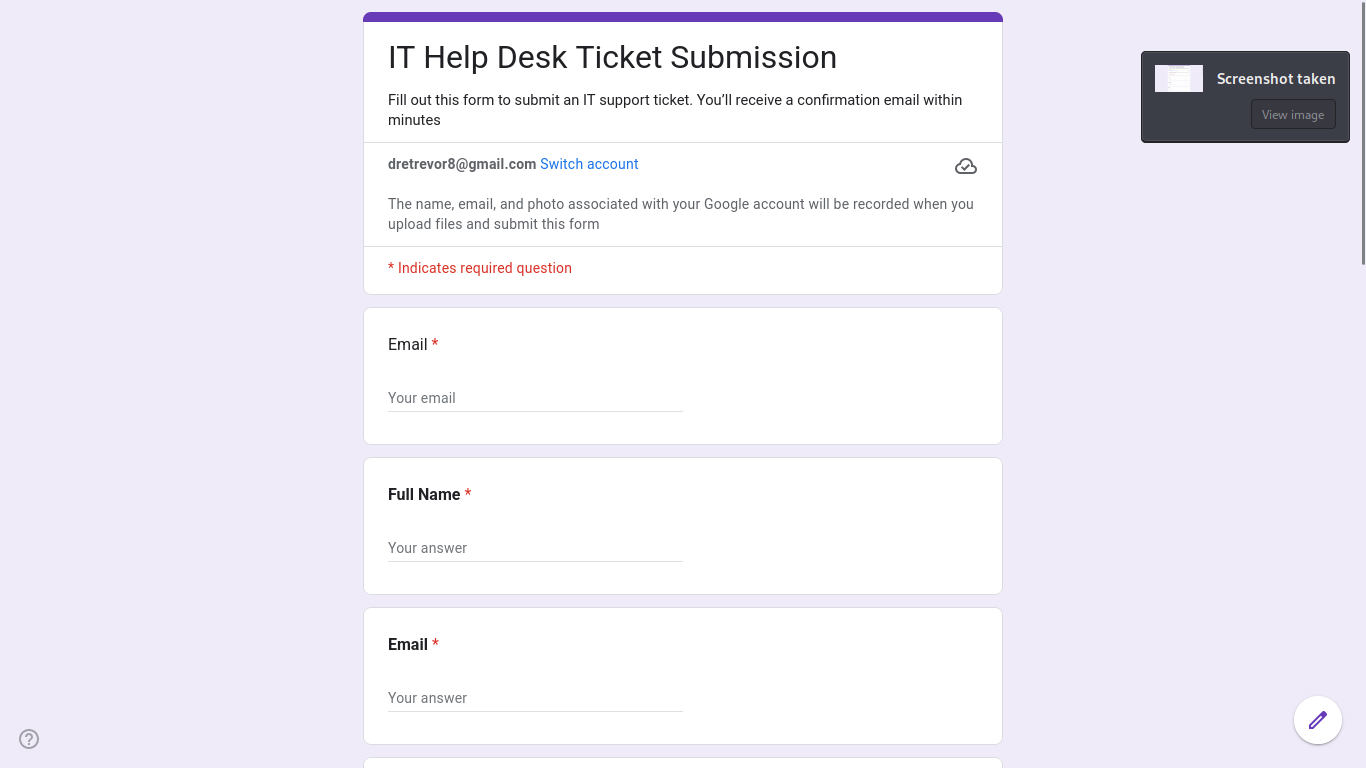 IT Help Desk Ticket Submission
Fill out this form to submit an IT support ticket. You’ll receive a confirmation email within
minutes
dretrevor8@gmail.com Switch account
The name, email, and photo associated with your Google account will be recorded when you
upload files and submit this form
* Indicates required question
Email *
Your email
Full Name *
Your answer
Email *
Your answer
Screenshot taken
View image